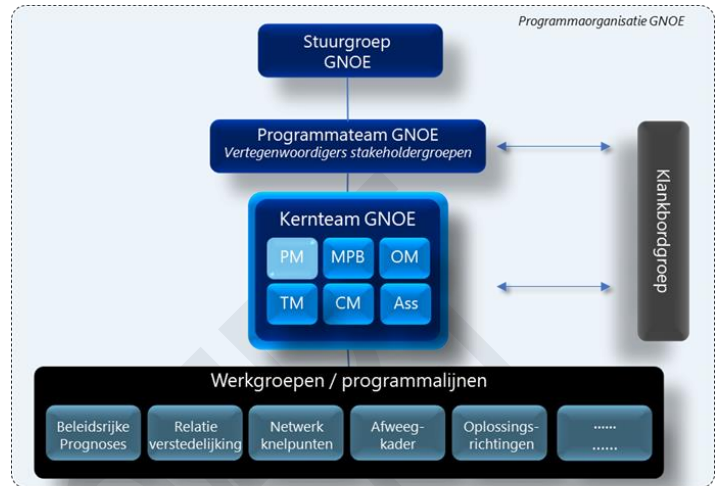 Programmaorganisatie GNOE
Stuurgroep
GNOE
Programmateam GNOE
Vertegenwoordigers stakeholdergroepen
Klankbordgroep
Kernteam GNOE
PM MPB OM
TM CM Ass
Werkgroepen / programmalijnen
Beleidsrijke
Prognoses
Relatie
verstedelijking
Netwerk
knelpunten
Afweeg-
kader
Oplossings-
richtingen
......
......